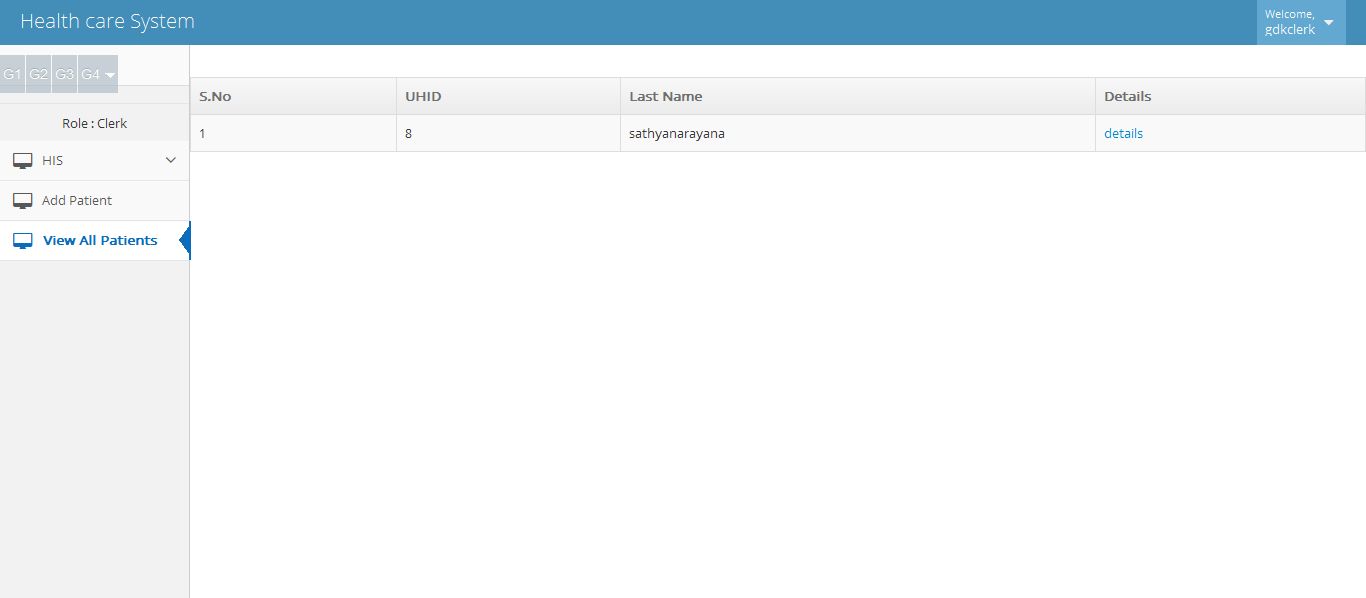 Health care System
Welcome,
gdkclerk
G1 G2 G3 G4
Role : Clerk
HIS
Add Patient
View All Patients
S.No UHID Last Name Details
1 8 sathyanarayana details